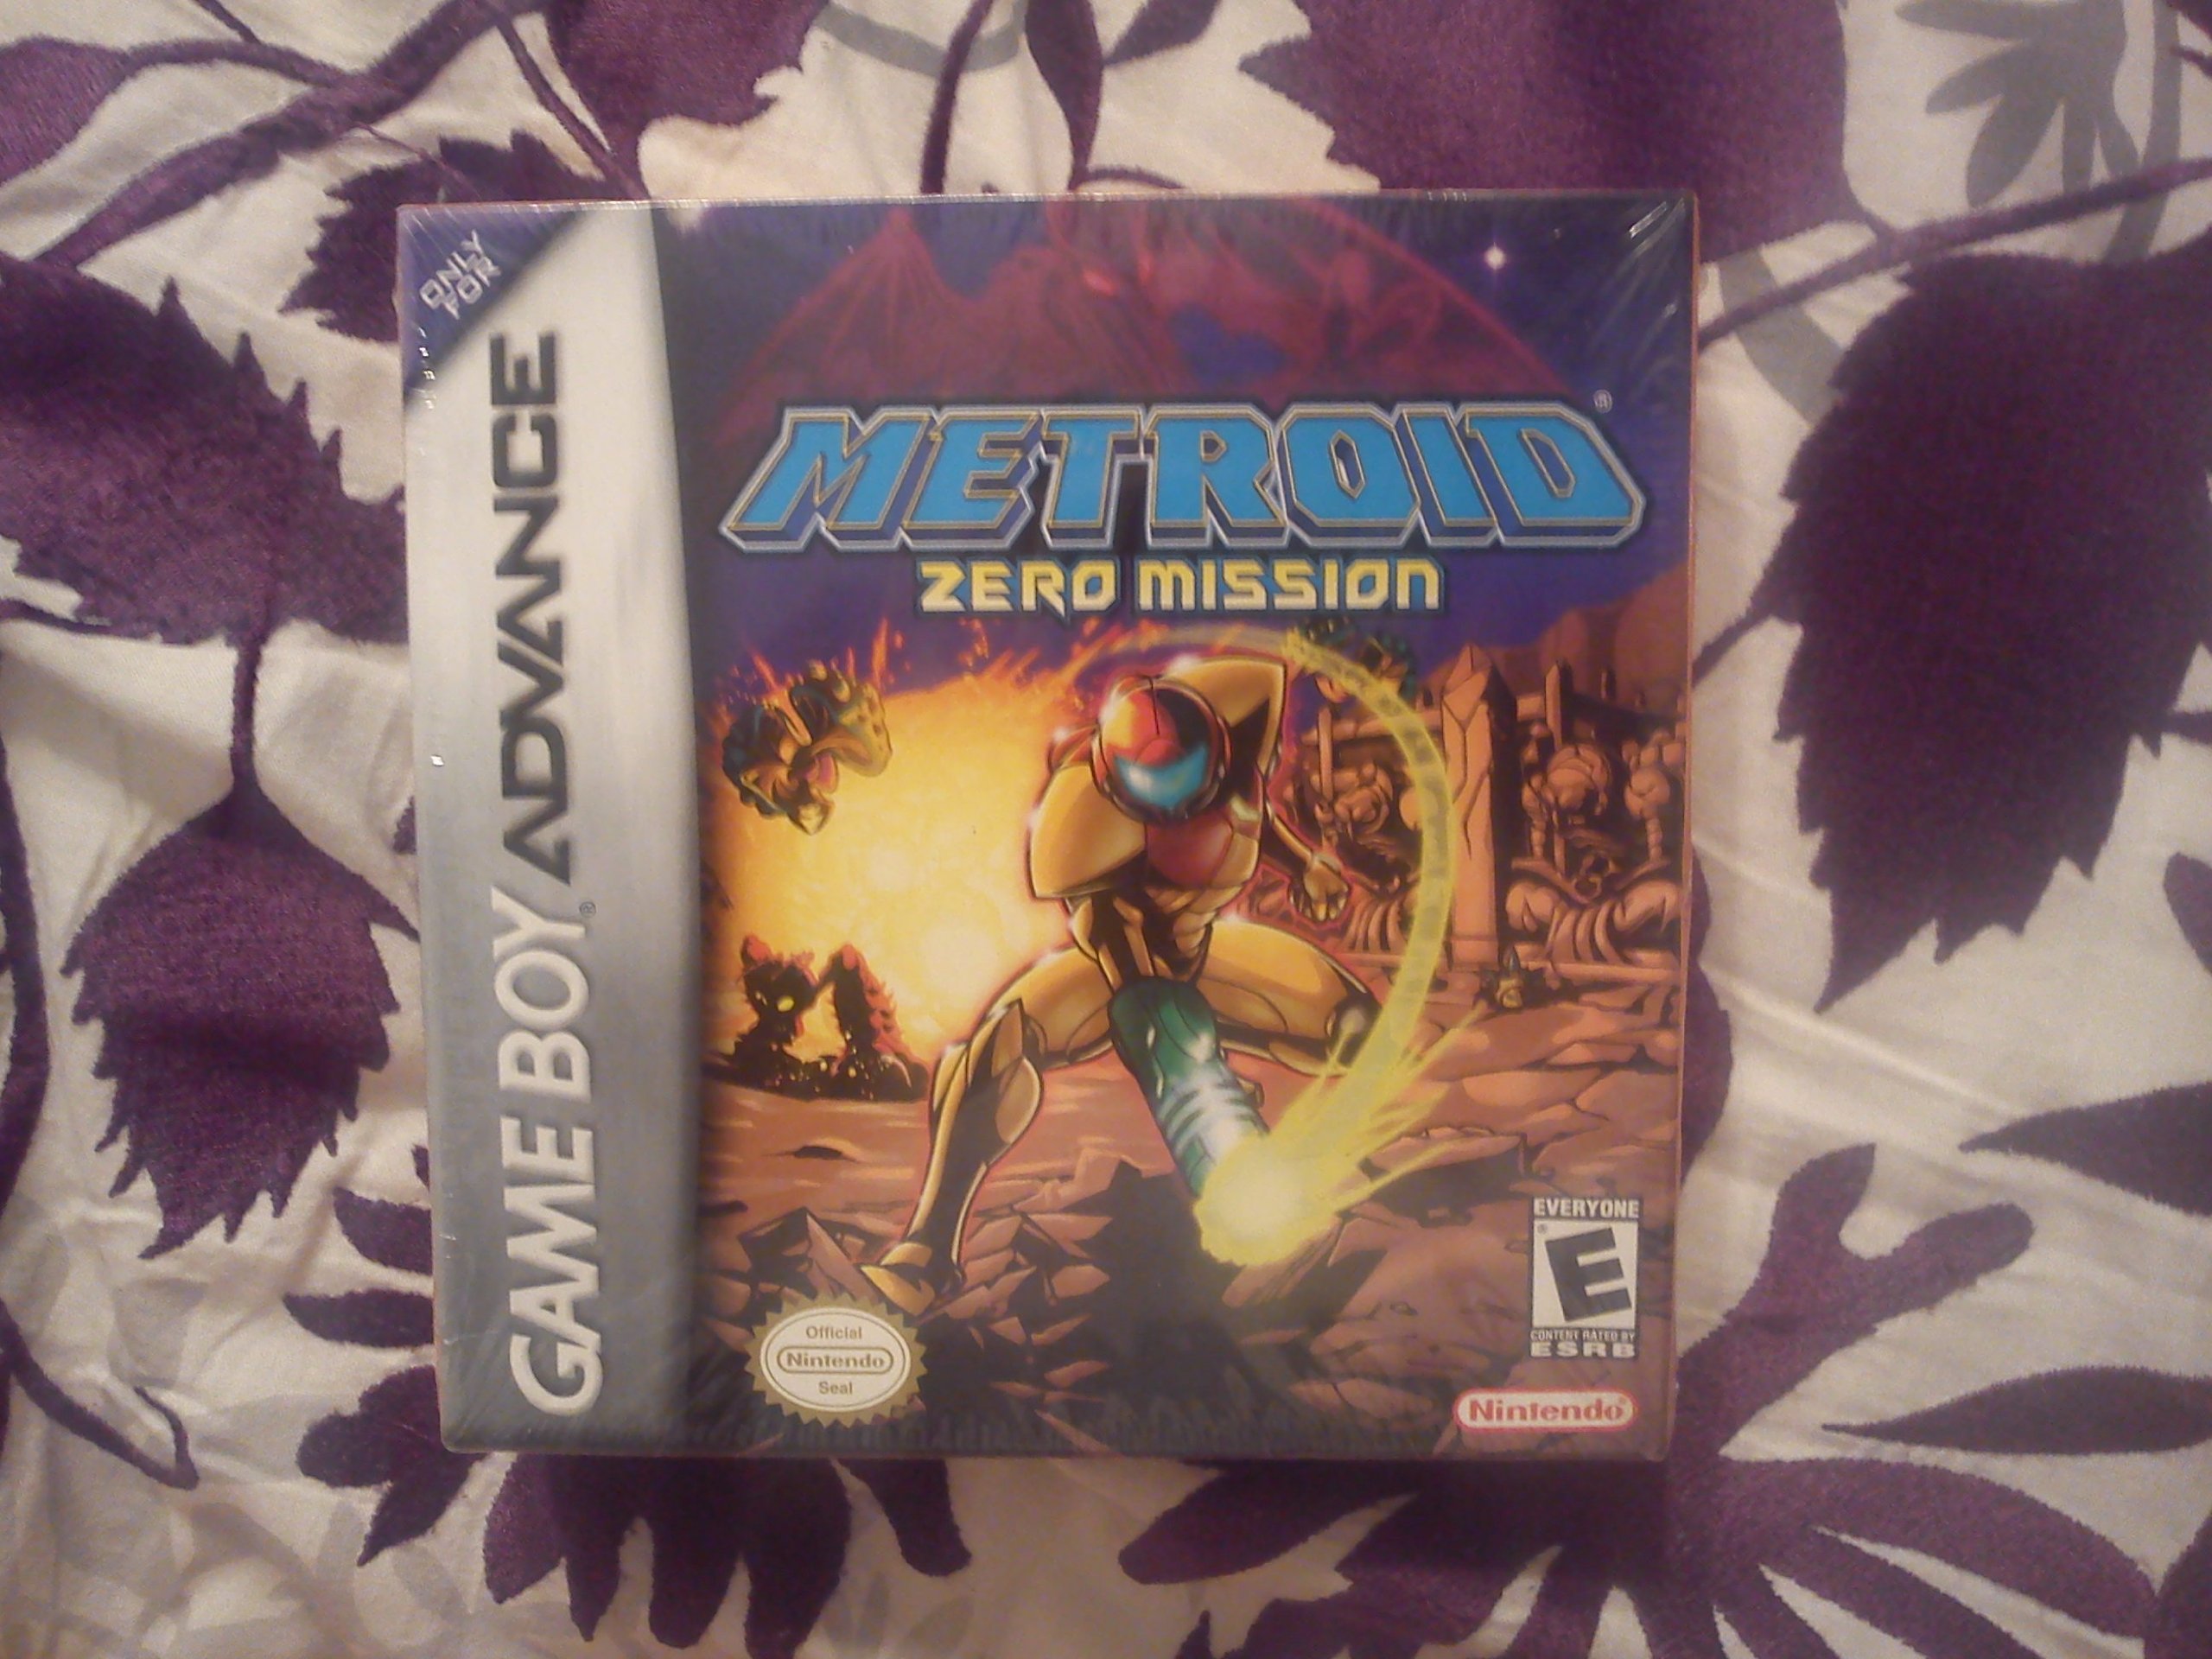 ONLY
FOR
GAME BOY ADVANCE
®
METROID®
ZERO MISSION
Official
Nintendo
Seal
EVERYONE
E
®
CONTENT RATED BY
ESRB
Nintendo®